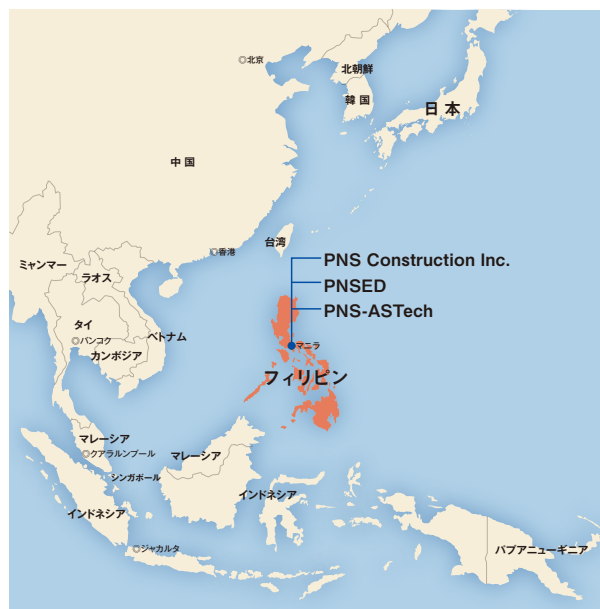 ◎北京
北朝鮮
韓国
日本
中国
台湾
◎香港
ミャンマー
ラオス
タイ
◎バンコク
ベトナム
カンボジア
PNS Construction Inc.
PNSED
PNS-ASTech
マニラ
フィリピン
マレーシア
◎クアラルンプール
マレーシア
シンガポール
インドネシア
インドネシア
◎ジャカルタ
パプアニューギニア